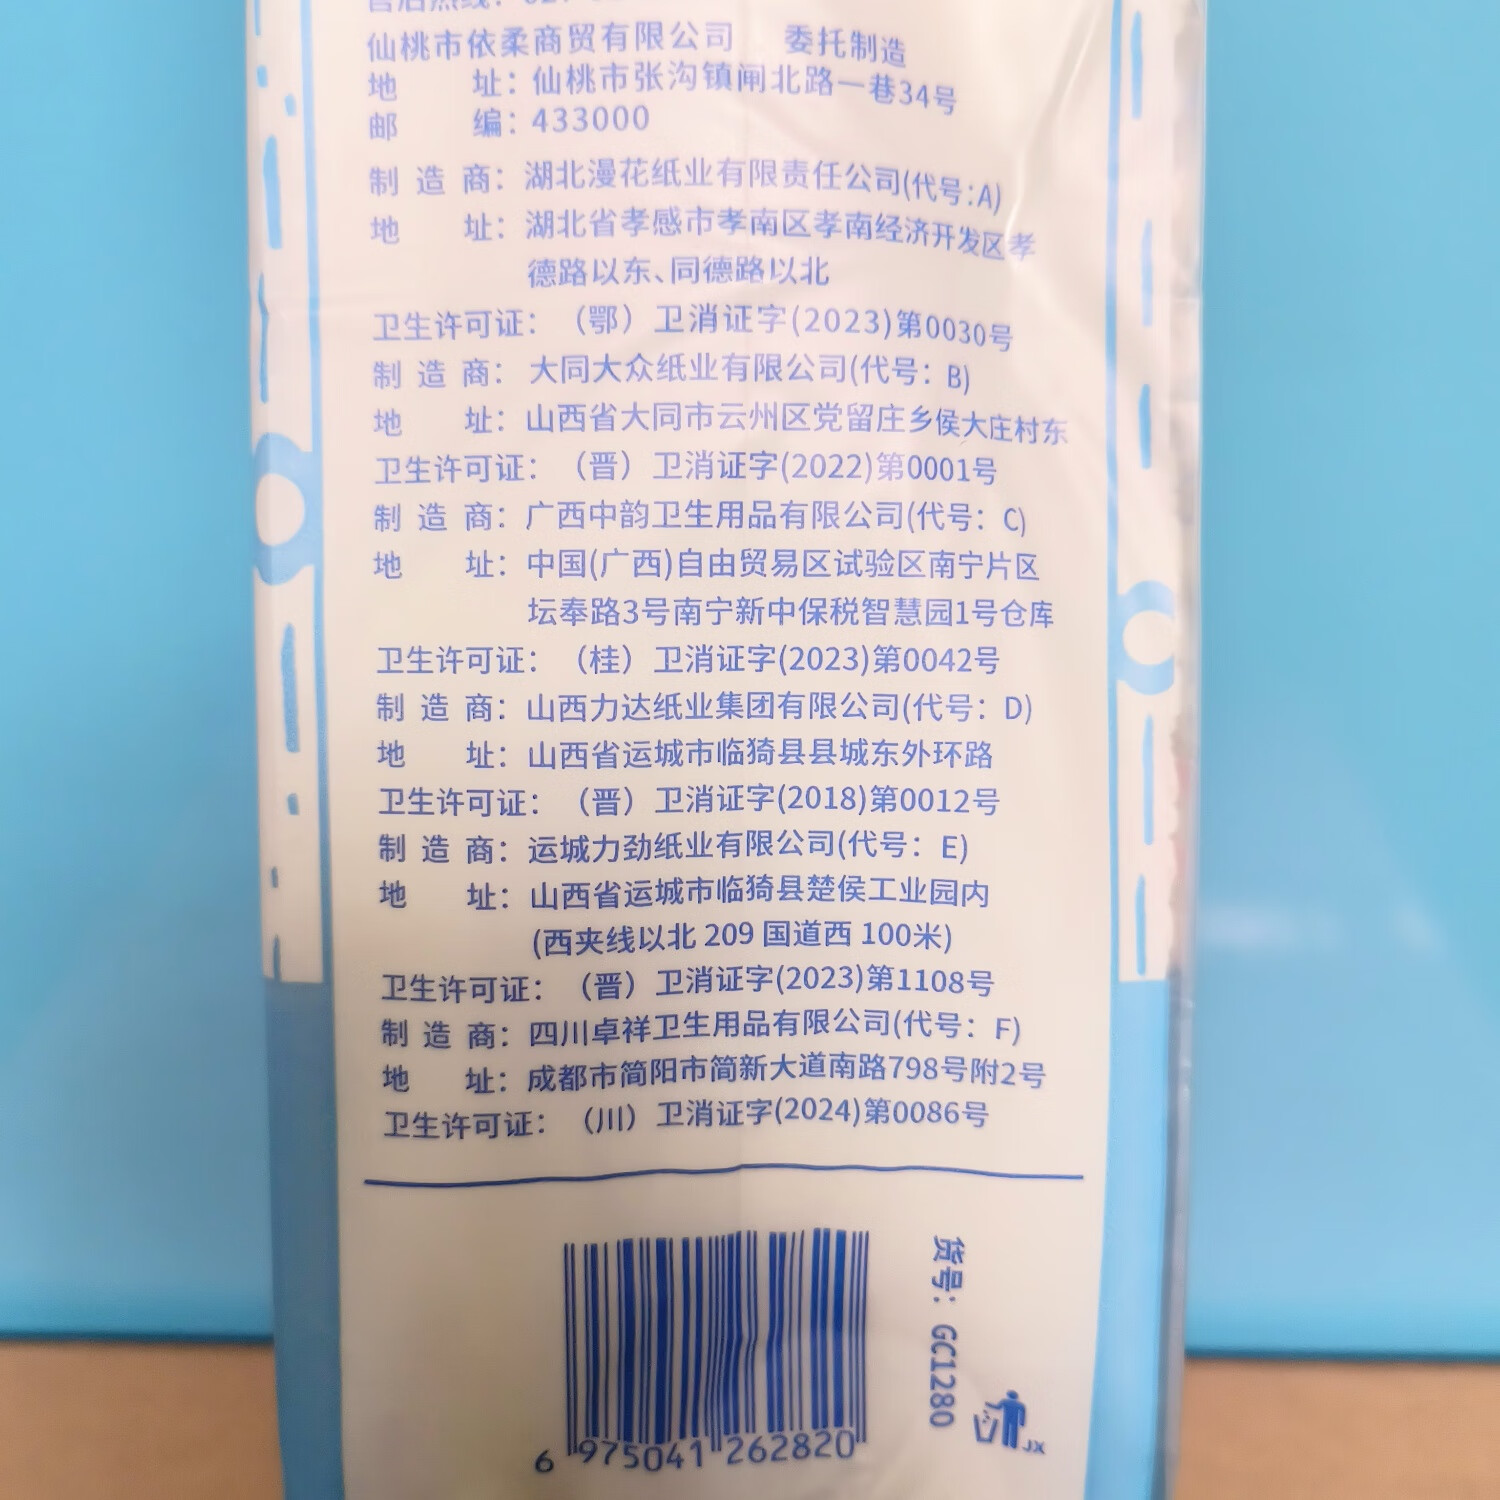 售后热线：027-
仙桃市依柔商贸有限公司 委托制造
地 址：仙桃市张沟镇闸北路一巷34号
邮 编：433000
制 造 商：湖北漫花纸业有限责任公司(代号:A)
地 址：湖北省孝感市孝南区孝南经济开发区孝
德路以东、同德路以北
卫生许可证：（鄂）卫消证字(2023)第0030号
制 造 商：大同大众纸业有限公司(代号：B)
地 址：山西省大同市云州区党留庄乡侯大庄村东
卫生许可证：（晋）卫消证字(2022)第0001号
制 造 商：广西中韵卫生用品有限公司(代号：C)
地 址：中国(广西)自由贸易区试验区南宁片区
坛奉路3号南宁新中保税智慧园1号仓库
卫生许可证：（桂）卫消证字(2023)第0042号
制 造 商：山西力达纸业集团有限公司(代号：D)
地 址：山西省运城市临猗县县城东外环路
卫生许可证：（晋）卫消证字(2018)第0012号
制 造 商：运城力劲纸业有限公司(代号：E)
地 址：山西省运城市临猗县楚侯工业园内
(西夹线以北 209 国道西 100米)
卫生许可证：（晋）卫消证字(2023)第1108号
制 造 商：四川卓祥卫生用品有限公司(代号：F)
地 址：成都市简阳市简新大道南路798号附2号
卫生许可证：（川）卫消证字(2024)第0086号
货号：GC1280
JX
6 975041 262820